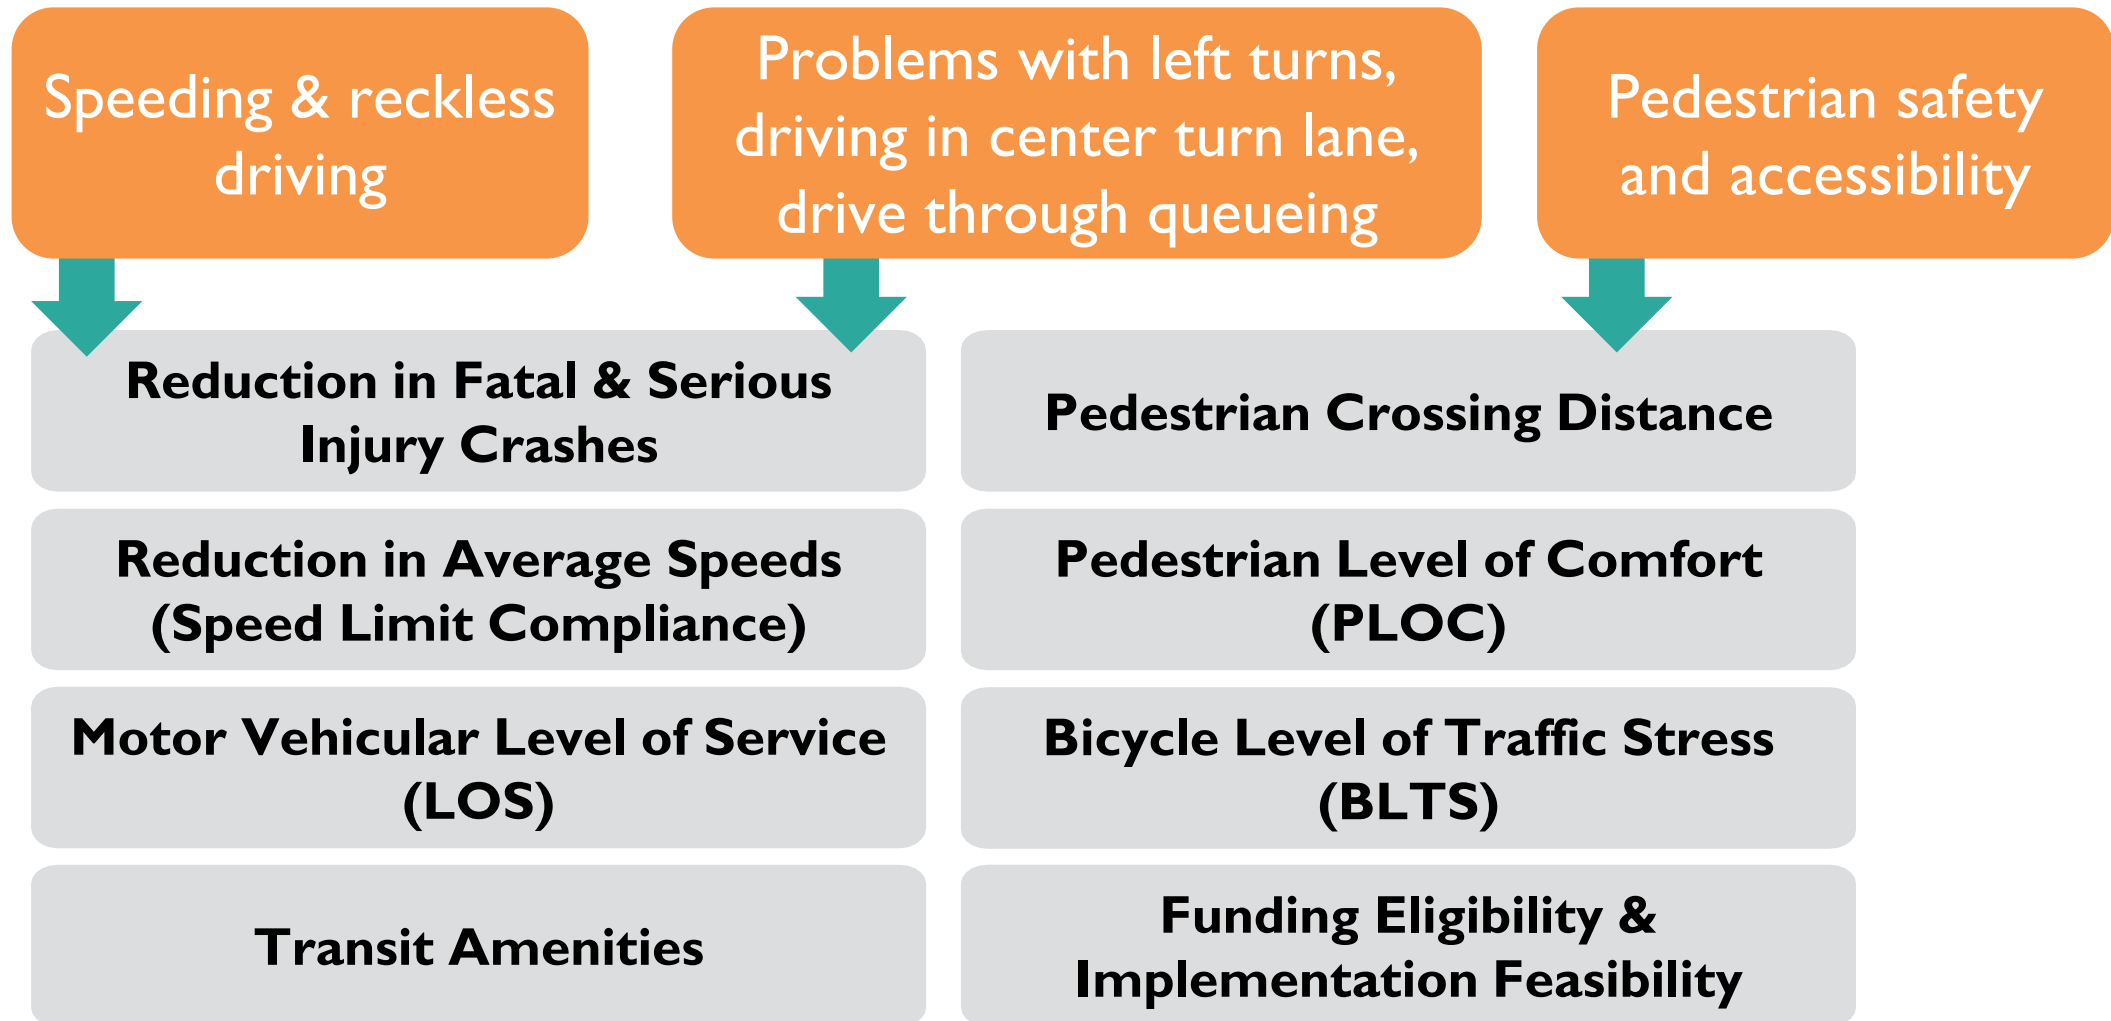 Speeding & reckless
driving
Problems with left turns,
driving in center turn lane,
drive through queueing
Pedestrian safety
and accessibility
Reduction in Fatal & Serious
Injury Crashes
Pedestrian Crossing Distance
Reduction in Average Speeds
(Speed Limit Compliance)
Pedestrian Level of Comfort
(PLOC)
Motor Vehicular Level of Service
(LOS)
Bicycle Level of Traffic Stress
(BLTS)
Transit Amenities
Funding Eligibility &
Implementation Feasibility